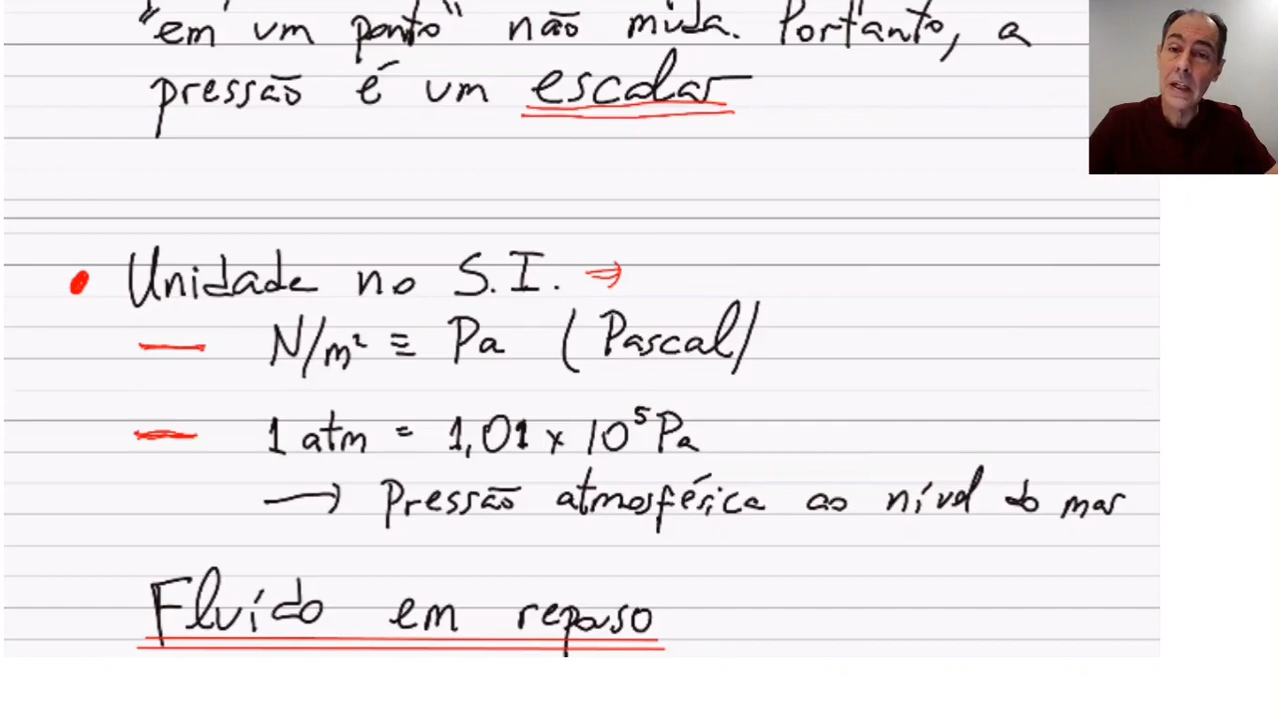 "em um ponto" não muda. Portanto, a
pressão é um escalar
• Unidade no S.I. ⇒
— N/m² ≡ Pa (Pascal)
— 1 atm = 1,01 x 10⁵ Pa
→ Pressão atmosférica ao nível do mar
Fluído em repouso